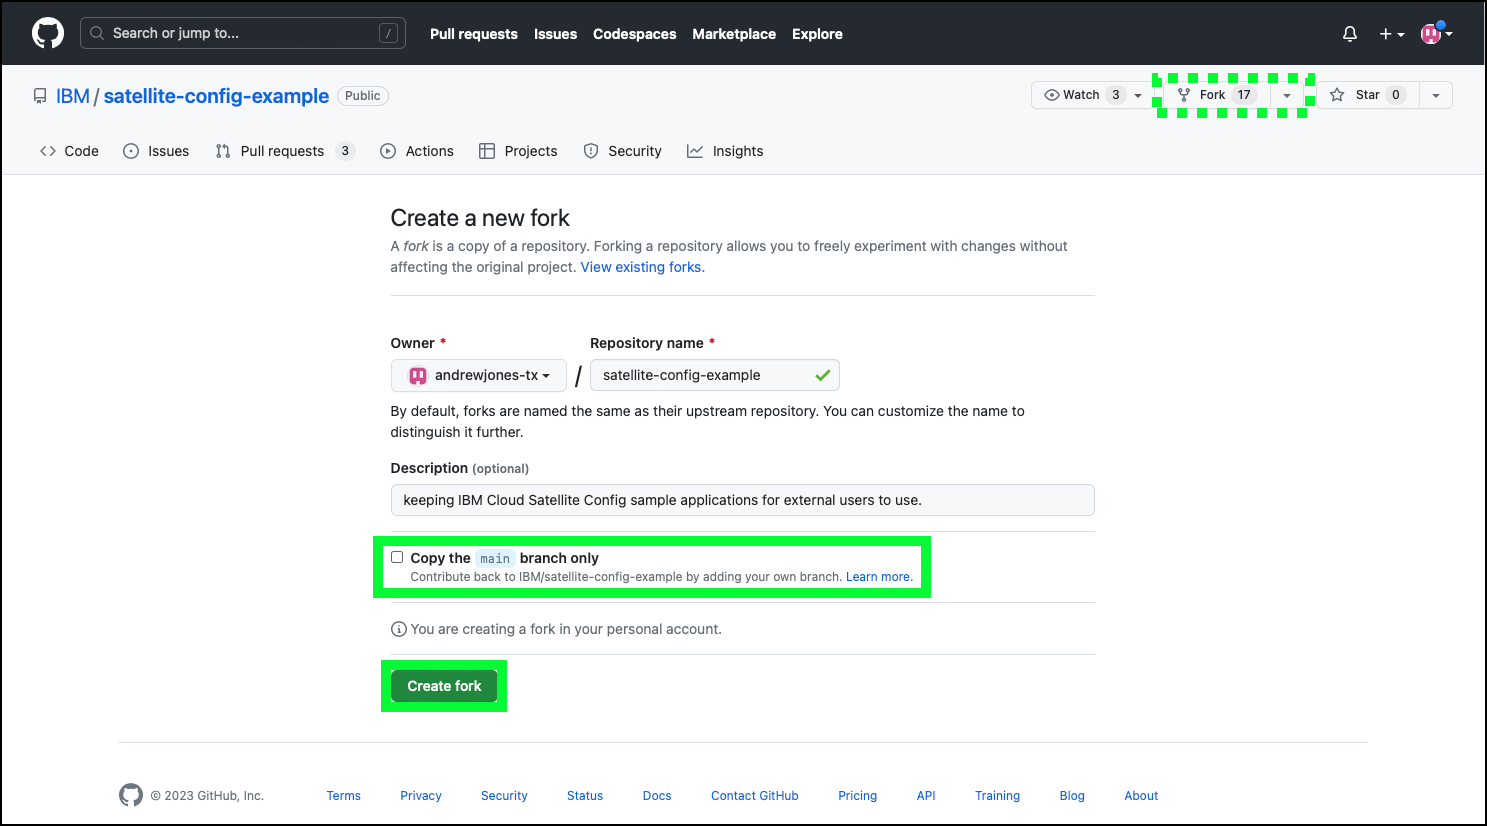 Search or jump to... /
Pull requests Issues Codespaces Marketplace Explore
IBM / satellite-config-example Public
Watch 3 Fork 17 Star 0
Code Issues Pull requests 3 Actions Projects Security Insights
Create a new fork
A fork is a copy of a repository. Forking a repository allows you to freely experiment with changes without
affecting the original project. View existing forks.
Owner * Repository name *
andrewjones-tx / satellite-config-example
By default, forks are named the same as their upstream repository. You can customize the name to
distinguish it further.
Description (optional)
keeping IBM Cloud Satellite Config sample applications for external users to use.
Copy the main branch only
Contribute back to IBM/satellite-config-example by adding your own branch. Learn more.
You are creating a fork in your personal account.
Create fork
© 2023 GitHub, Inc. Terms Privacy Security Status Docs Contact GitHub Pricing API Training Blog About